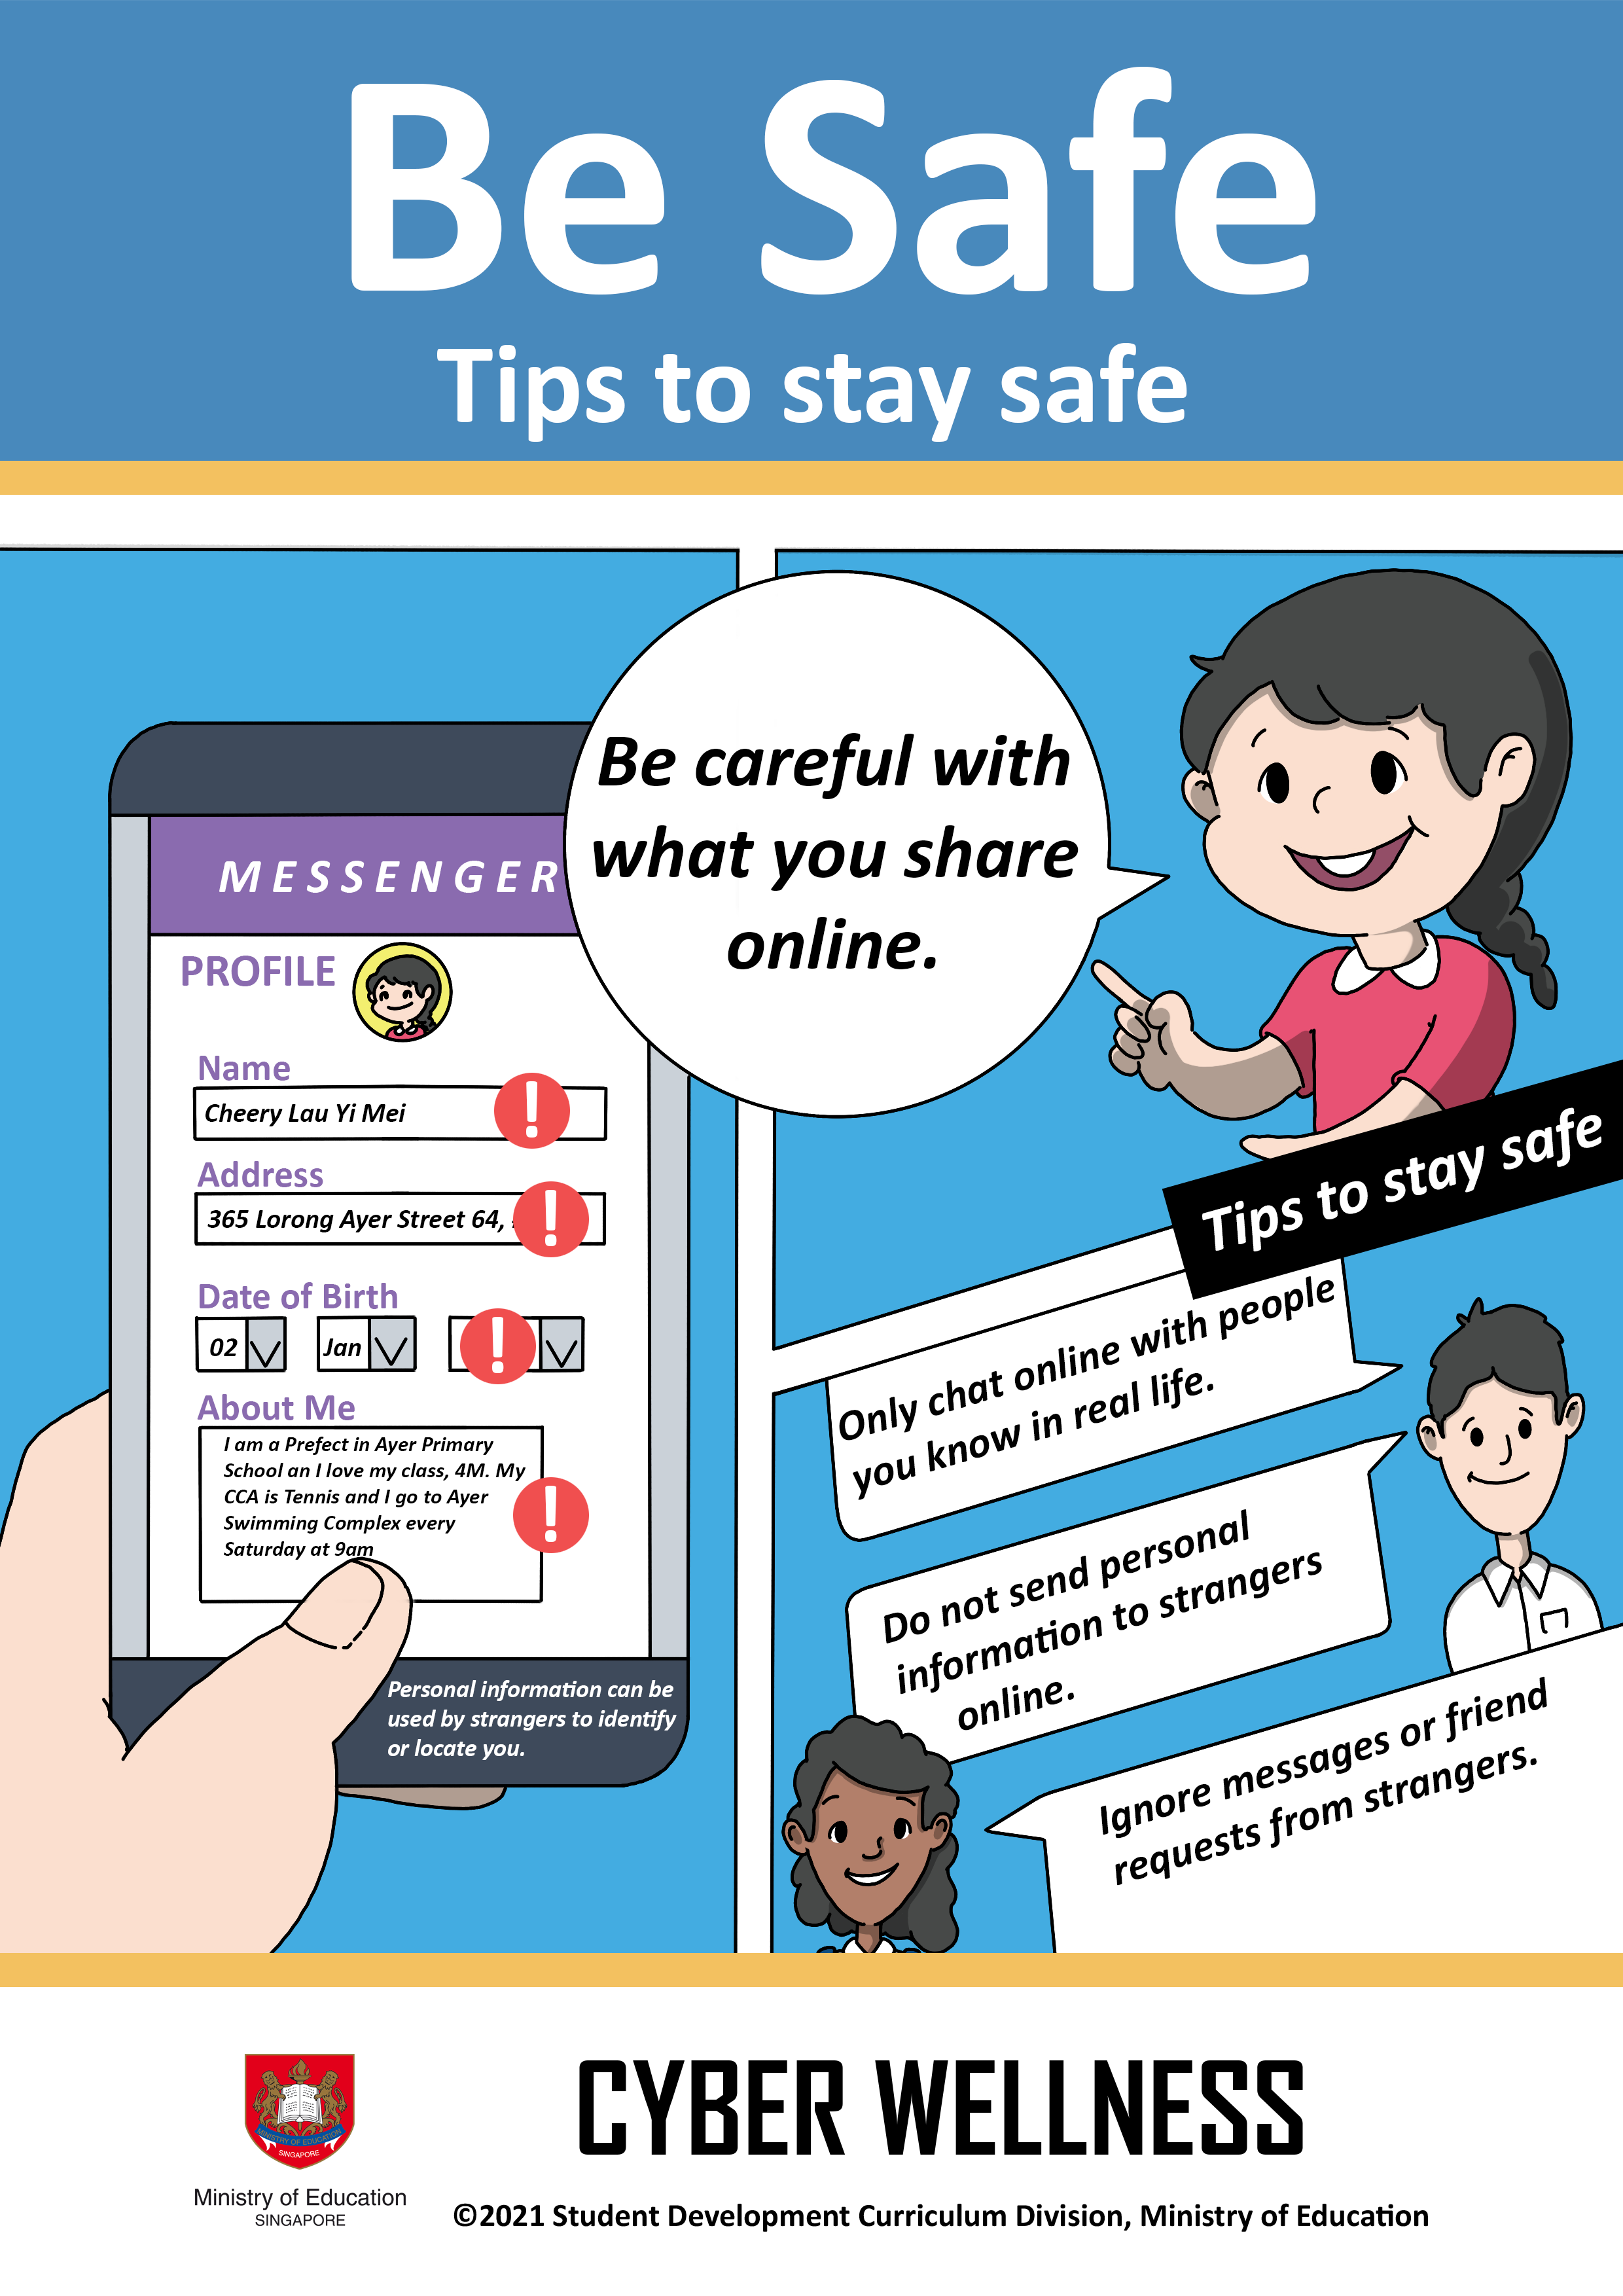 Be Safe
Tips to stay safe
Be careful with
what you share
online.
MESSENGER
PROFILE
Name
Cheery Lau Yi Mei
!
Address
365 Lorong Ayer Street 64,
!
Date of Birth
02
Jan
!
About Me
I am a Prefect in Ayer Primary
School an I love my class, 4M. My
CCA is Tennis and I go to Ayer
Swimming Complex every
Saturday at 9am
!
Personal information can be
used by strangers to identify
or locate you.
Tips to stay safe
Only chat online with people
you know in real life.
Do not send personal
information to strangers
online.
Ignore messages or friend
requests from strangers.
MINISTRY OF EDUCATION
SINGAPORE
Ministry of Education
SINGAPORE
CYBER WELLNESS
©2021 Student Development Curriculum Division, Ministry of Education